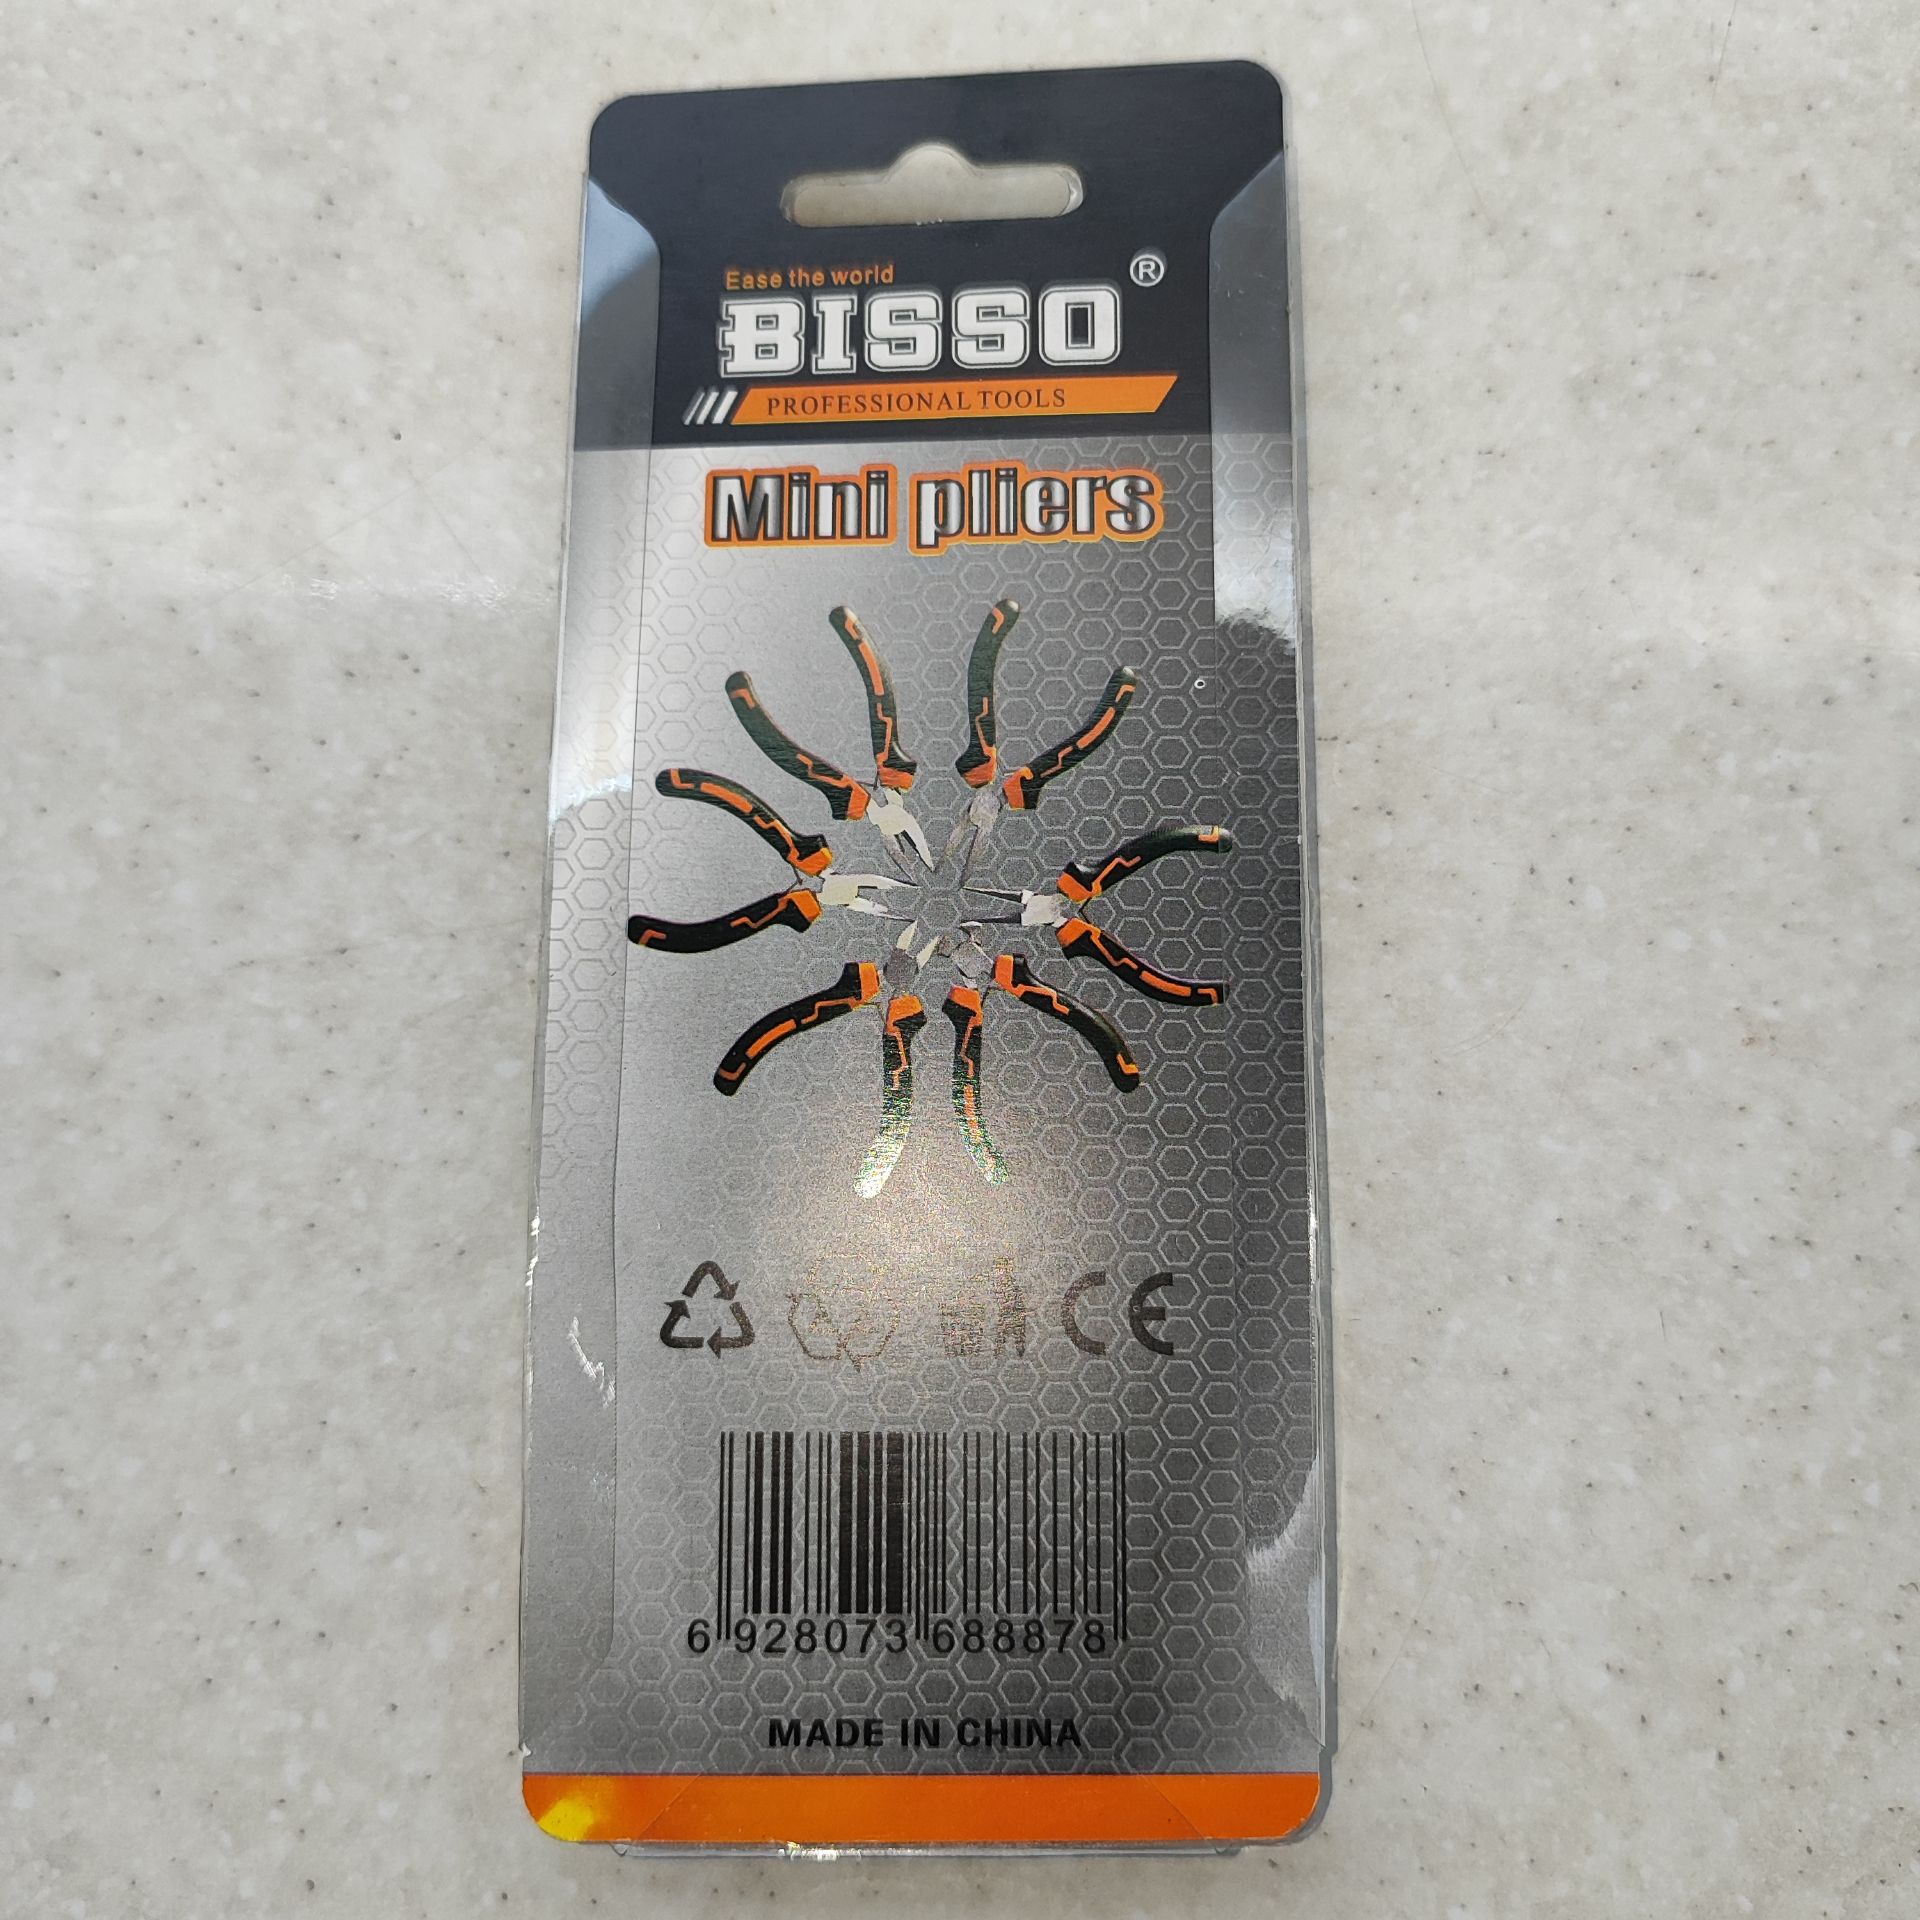 Ease the world
BISSO®
PROFESSIONAL TOOLS
Mini pliers
CE
6 928073 688878
MADE IN CHINA